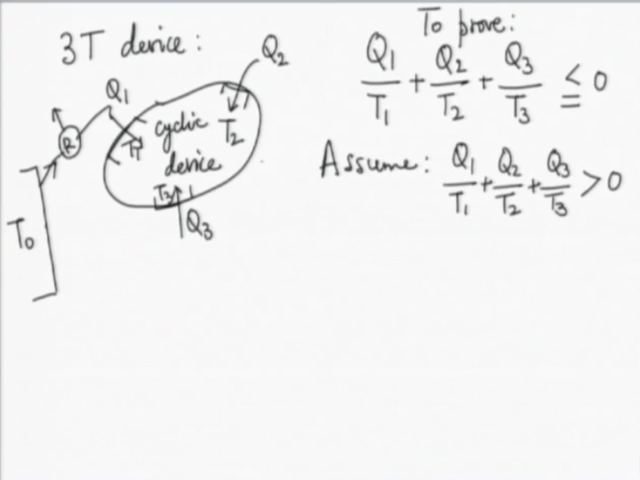 3T device:
To prove:
Q1/T1 + Q2/T2 + Q3/T3 ≦ 0
Assume: Q1/T1 + Q2/T2 + Q3/T3 > 0
Q2
Q1
R
cyclic
T2
T1
device
T3
Q3
T0